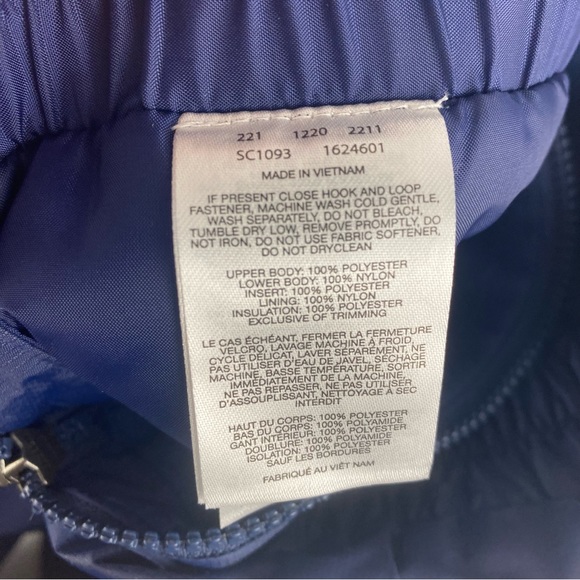 221 1220 2211
SC1093 1624601
MADE IN VIETNAM
IF PRESENT CLOSE HOOK AND LOOP
FASTENER, MACHINE WASH COLD GENTLE,
WASH SEPARATELY, DO NOT BLEACH,
TUMBLE DRY LOW, REMOVE PROMPTLY, DO
NOT IRON, DO NOT USE FABRIC SOFTENER,
DO NOT DRYCLEAN
UPPER BODY: 100% POLYESTER
LOWER BODY: 100% NYLON
INSERT: 100% POLYESTER
LINING: 100% NYLON
INSULATION: 100% POLYESTER
EXCLUSIVE OF TRIMMING
LE CAS ÉCHÉANT, FERMER LA FERMETURE
VELCRO, LAVAGE MACHINE À FROID,
CYCLE DÉLICAT, LAVER SÉPARÉMENT, NE
PAS UTILISER D'EAU DE JAVEL, SÉCHAGE
MACHINE, BASSE TEMPÉRATURE, SORTIR
IMMÉDIATEMENT DE LA MACHINE,
NE PAS REPASSER, NE PAS UTILISER
D'ASSOUPLISSANT, NETTOYAGE À SEC
INTERDIT
HAUT DU CORPS: 100% POLYESTER
BAS DU CORPS: 100% POLYAMIDE
GANT INTÉRIEUR: 100% POLYESTER
DOUBLURE: 100% POLYAMIDE
ISOLATION: 100% POLYESTER
SAUF LES BORDURES
FABRIQUÉ AU VIÊT NAM